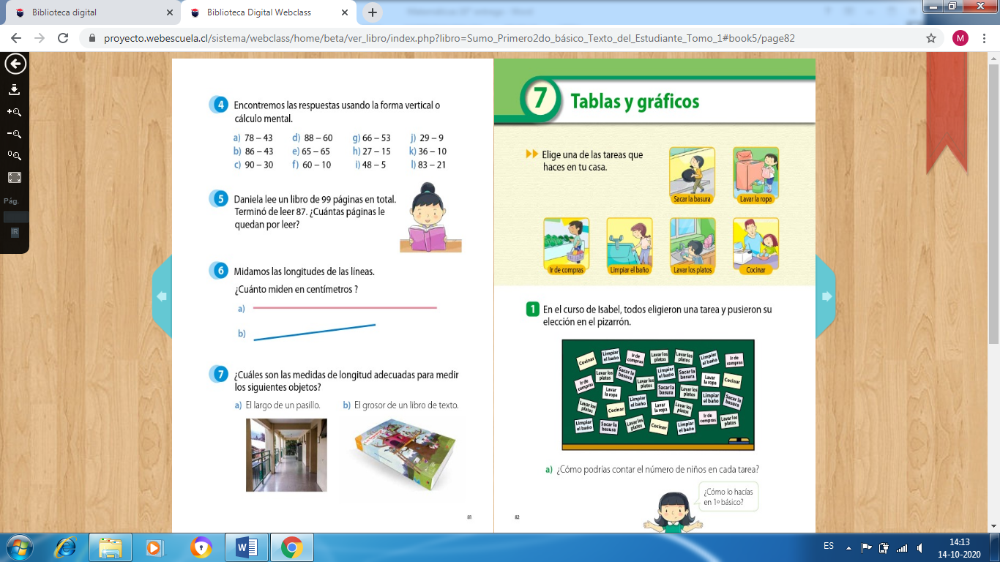 Biblioteca digital
Biblioteca Digital Webclass
proyecto.webescuela.cl/sistema/webclass/home/beta/ver_libro/index.php?libro=Sumo_Primero2do_básico_Texto_del_Estudiante_Tomo_1#book5/page82
M
Pág.
IR
4 Encontremos las respuestas usando la forma vertical o
cálculo mental.
a) 78 – 43 d) 88 – 60 g) 66 – 53 j) 29 – 9
b) 86 – 43 e) 65 – 65 h) 27 – 15 k) 36 – 10
c) 90 – 30 f) 60 – 10 i) 48 – 5 l) 83 – 21
5 Daniela lee un libro de 99 páginas en total.
Terminó de leer 87. ¿Cuántas páginas le
quedan por leer?
6 Midamos las longitudes de las líneas.
¿Cuánto miden en centímetros ?
a)
b)
7 ¿Cuáles son las medidas de longitud adecuadas para medir
los siguientes objetos?
a) El largo de un pasillo. b) El grosor de un libro de texto.
81
7 Tablas y gráficos
Elige una de las tareas que
haces en tu casa.
Sacar la basura
Lavar la ropa
Ir de compras
Limpiar el baño
Lavar los platos
Cocinar
1 En el curso de Isabel, todos eligieron una tarea y pusieron su
elección en el pizarrón.
Cocinar
Limpiar el baño
Ir de compras
Lavar los platos
Lavar los platos
Limpiar el baño
Ir de compras
Ir de compras
Lavar los platos
Sacar la basura
Lavar los platos
Limpiar el baño
Sacar la basura
Lavar la ropa
Cocinar
Lavar la ropa
Sacar la basura
Lavar los platos
Lavar los platos
Cocinar
Limpiar el baño
Lavar la ropa
Lavar los platos
Limpiar el baño
Sacar la basura
Limpiar el baño
Sacar la basura
Lavar los platos
Cocinar
Limpiar el baño
Ir de compras
Lavar los platos
a) ¿Cómo podrías contar el número de niños en cada tarea?
¿Cómo lo hacías
en 1º básico?
82
ES
14:13
14-10-2020